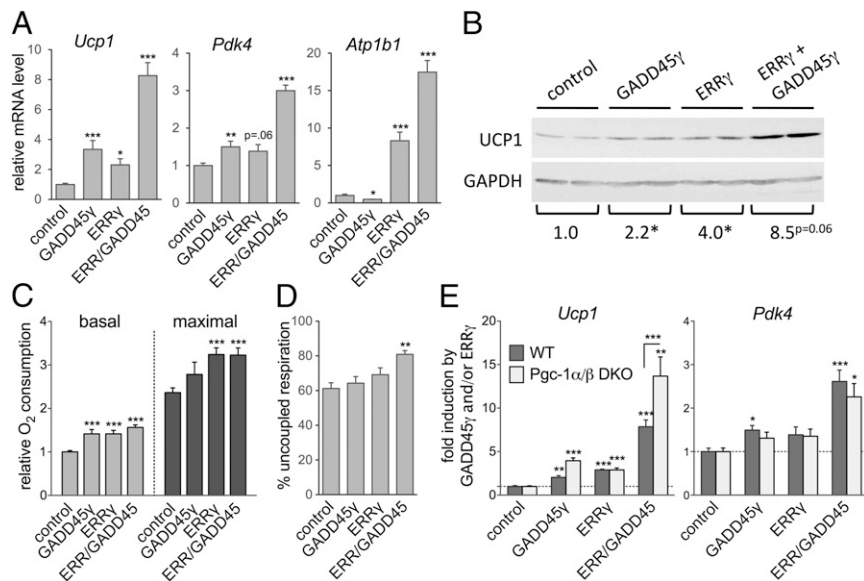 A
Ucp1
Pdk4
Atp1b1
relative mRNA level
10
8
6
4
2
0
***
*
***
control
GADD45γ
ERRγ
ERR/GADD45
4
3
2
1
0
**
p=.06
***
control
GADD45γ
ERRγ
ERR/GADD45
20
15
10
5
0
*
***
***
control
GADD45γ
ERRγ
ERR/GADD45
B
control
GADD45γ
ERRγ
ERRγ +
GADD45γ
UCP1
GAPDH
1.0
2.2*
4.0*
8.5p=0.06
C
basal
maximal
relative O2 consumption
4
3
2
1
0
***
***
***
***
***
control
GADD45γ
ERRγ
ERR/GADD45
control
GADD45γ
ERRγ
ERR/GADD45
D
% uncoupled respiration
100
80
60
40
20
0
**
control
GADD45γ
ERRγ
ERR/GADD45
E
Ucp1
Pdk4
fold induction by
GADD45γ and/or ERRγ
20
15
10
5
0
WT
Pgc-1α/β DKO
**
***
***
***
***
***
**
control
GADD45γ
ERRγ
ERR/GADD45
4
3
2
1
0
*
***
*
control
GADD45γ
ERRγ
ERR/GADD45